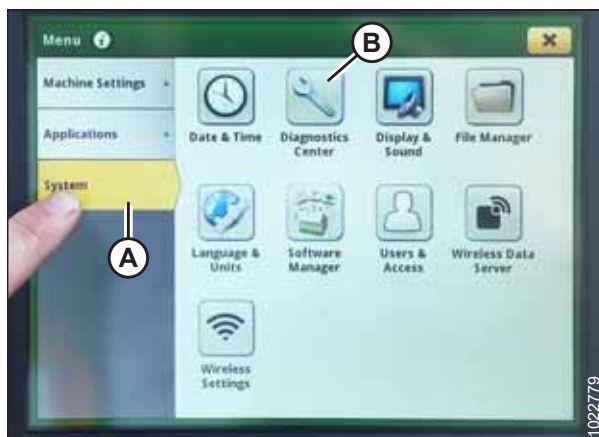 Menu i
B
Machine Settings
Applications
System
A
Date & Time
Diagnostics
Center
Display &
Sound
File Manager
Language &
Units
Software
Manager
Users &
Access
Wireless Data
Server
Wireless
Settings
1022779